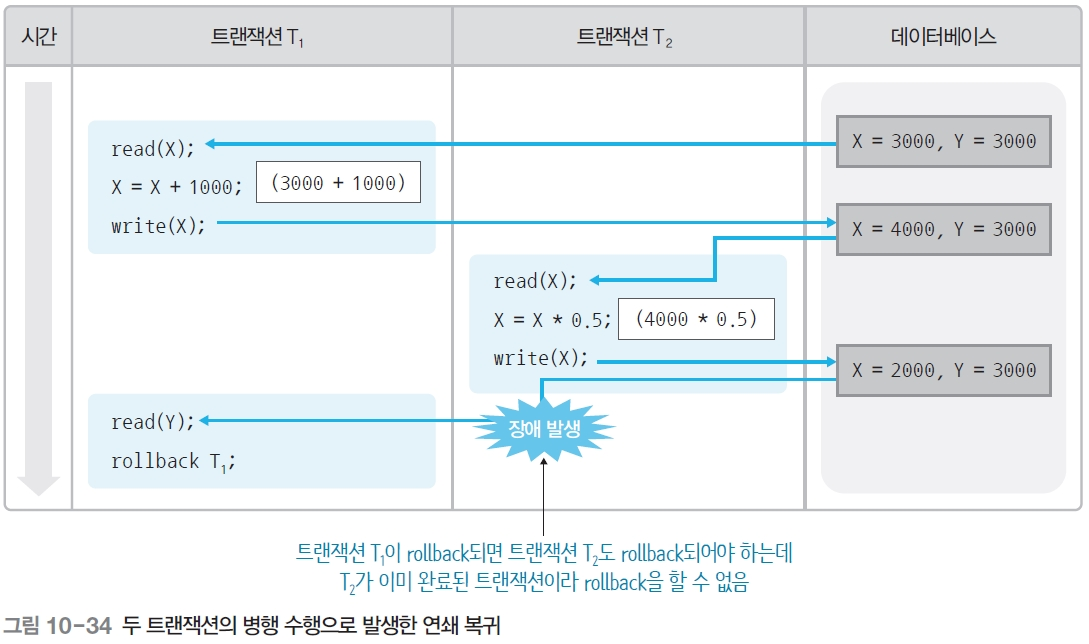 시간 트랜잭션 T1 트랜잭션 T2 데이터베이스
read(X);
X = 3000, Y = 3000
X = X + 1000; (3000 + 1000)
write(X);
X = 4000, Y = 3000
read(X);
X = X * 0.5; (4000 * 0.5)
write(X);
X = 2000, Y = 3000
read(Y);
장애 발생
rollback T1;
트랜잭션 T1이 rollback되면 트랜잭션 T2도 rollback되어야 하는데
T2가 이미 완료된 트랜잭션이라 rollback을 할 수 없음
그림 10-34 두 트랜잭션의 병행 수행으로 발생한 연쇄 복귀